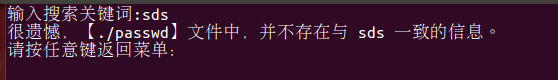 输入搜索关键词:sds
很遗憾，【./passwd】文件中，并不存在与 sds 一致的信息。
请按任意键返回菜单：